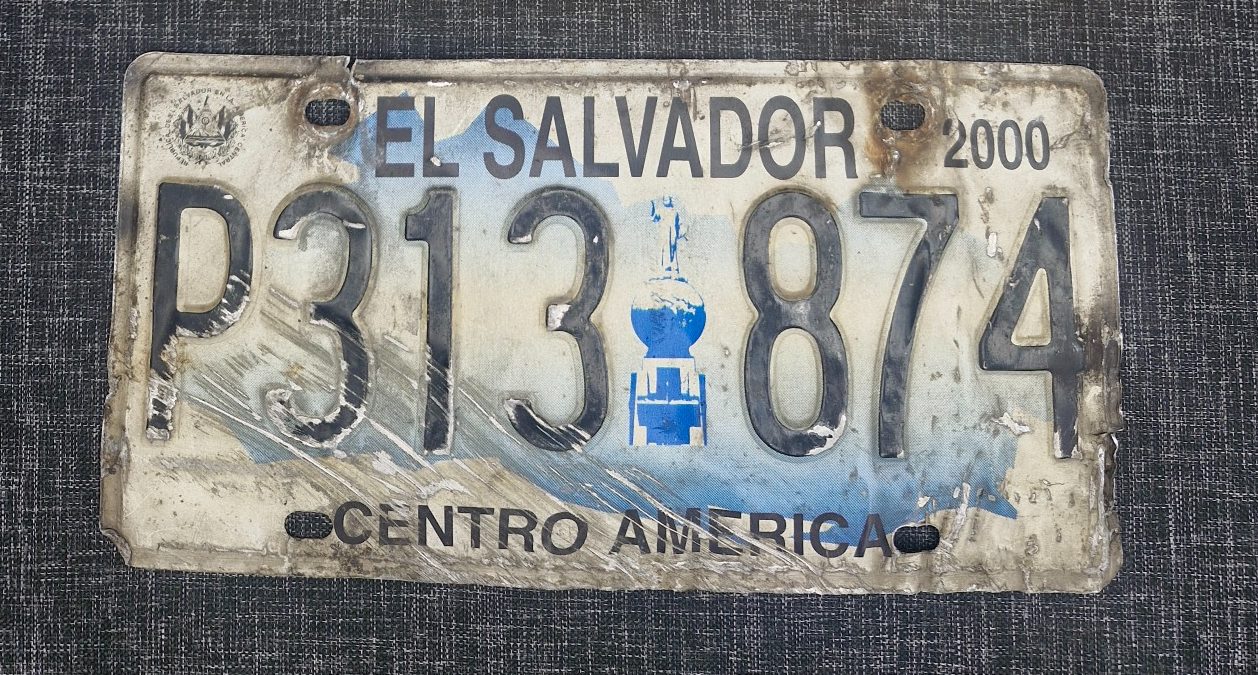 EL SALVADOR 2000
P313 874
CENTRO AMERICA